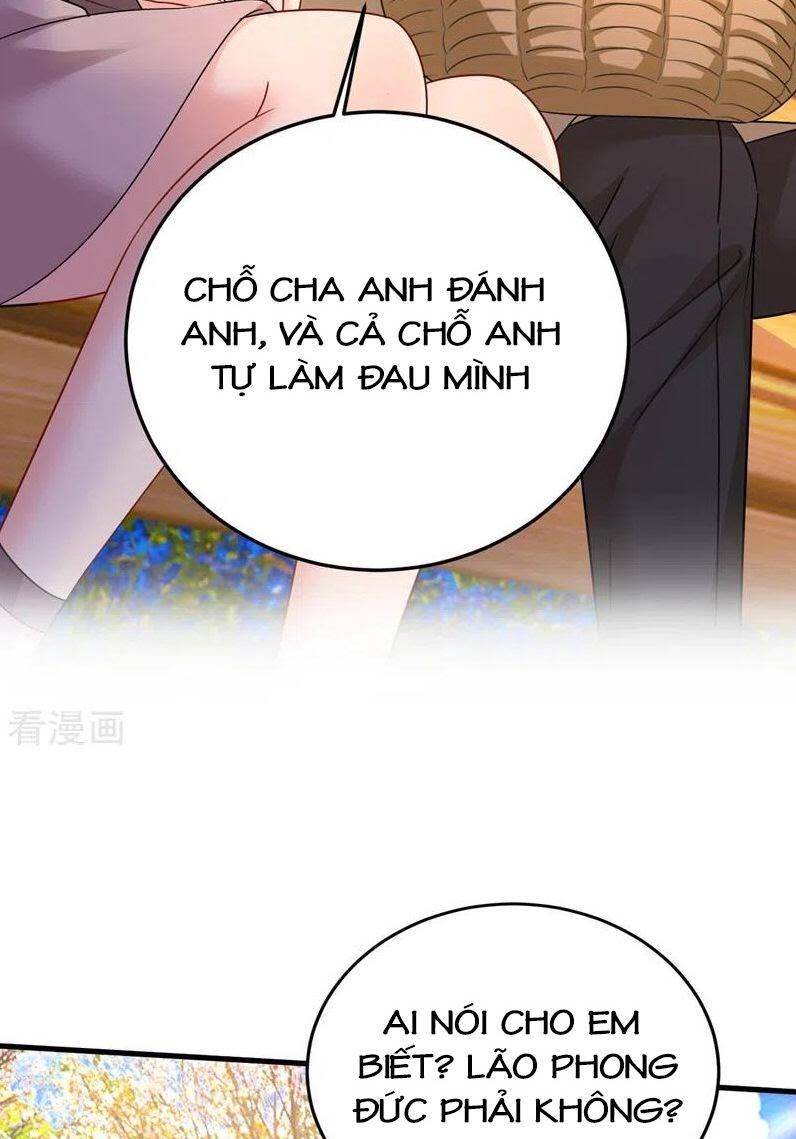 CHỖ CHA ANH ĐÁNH
ANH, VÀ CẢ CHỖ ANH
TỰ LÀM ĐAU MÌNH
看漫画
AI NÓI CHO EM
BIẾT? LÃO PHONG
ĐỨC PHẢI KHÔNG?